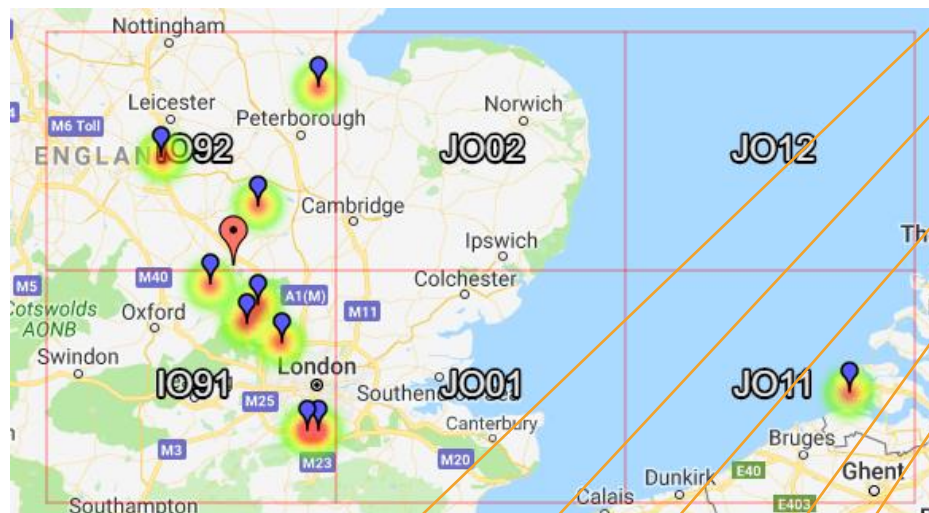 Nottingham
Leicester
Peterborough
Norwich
M6 Toll
ENGLAN
IO92
JO02
JO12
Cambridge
Ipswich
Th
M40
M5
Colchester
Cotswolds
AONB
Oxford
A1(M)
M11
Swindon
London
IO91
JO01
JO11
M25
Southend
Canterbury
Bruges
M3
M23
M20
E40
Ghent
Dunkirk
Southampton
Calais
E403